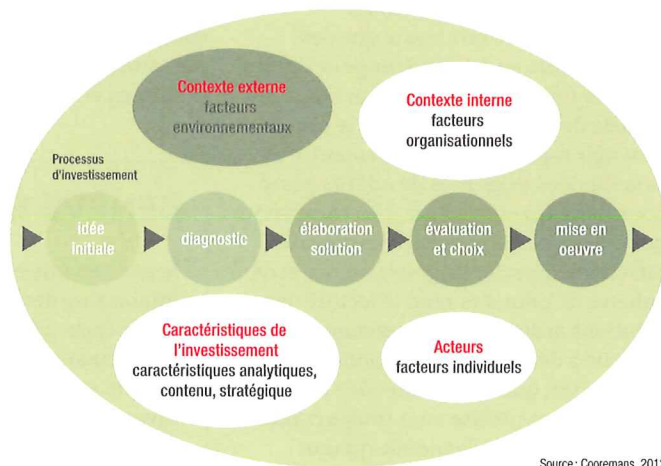 Contexte externe
facteurs
environnementaux
Contexte interne
facteurs
organisationnels
Processus
d'investissement
idée
initiale
diagnostic
élaboration
solution
évaluation
et choix
mise en
oeuvre
Caractéristiques de
l'investissement
caractéristiques analytiques,
contenu, stratégique
Acteurs
facteurs individuels
Source: Cooremans, 201